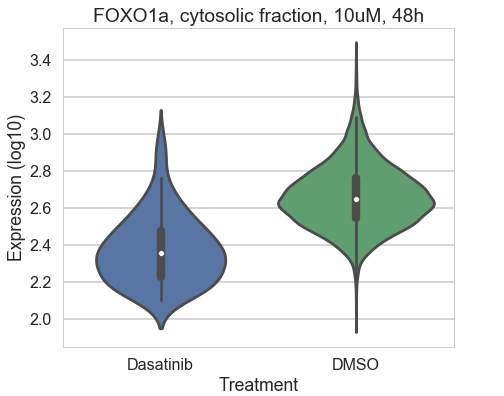 FOXO1a, cytosolic fraction, 10uM, 48h
3.4
3.2
3.0
2.8
2.6
2.4
2.2
2.0
Expression (log10)
Dasatinib DMSO
Treatment